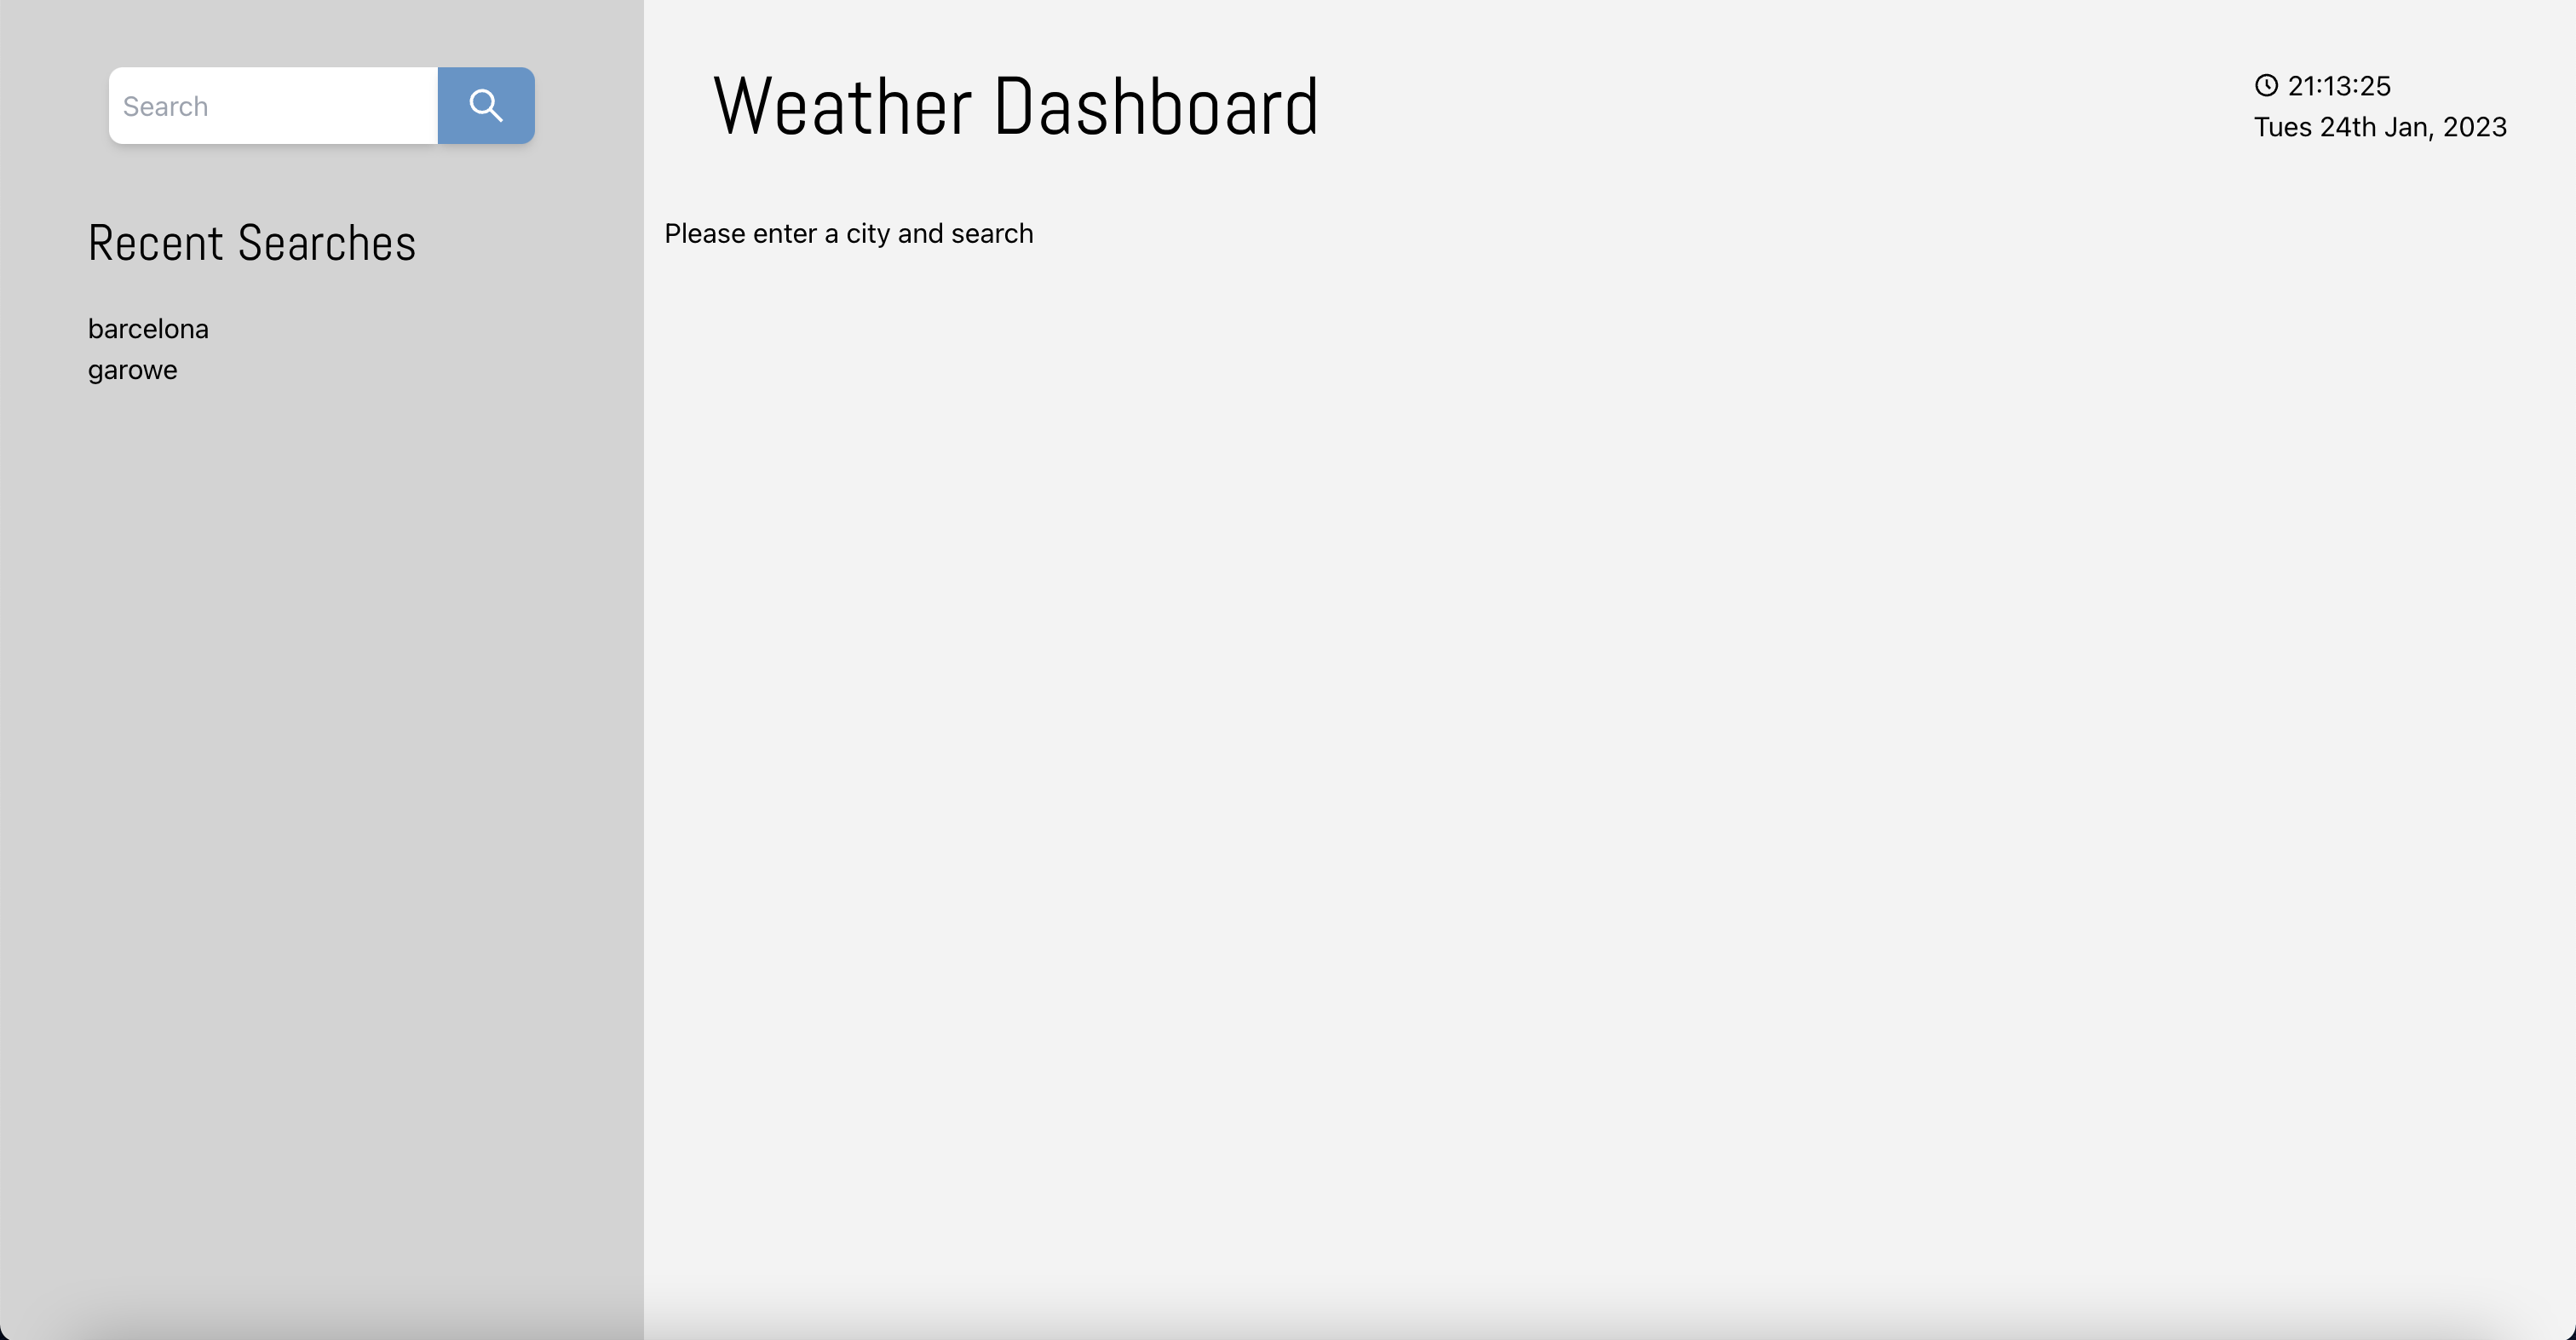 Search
Recent Searches
barcelona
garowe
Weather Dashboard
21:13:25
Tues 24th Jan, 2023
Please enter a city and search